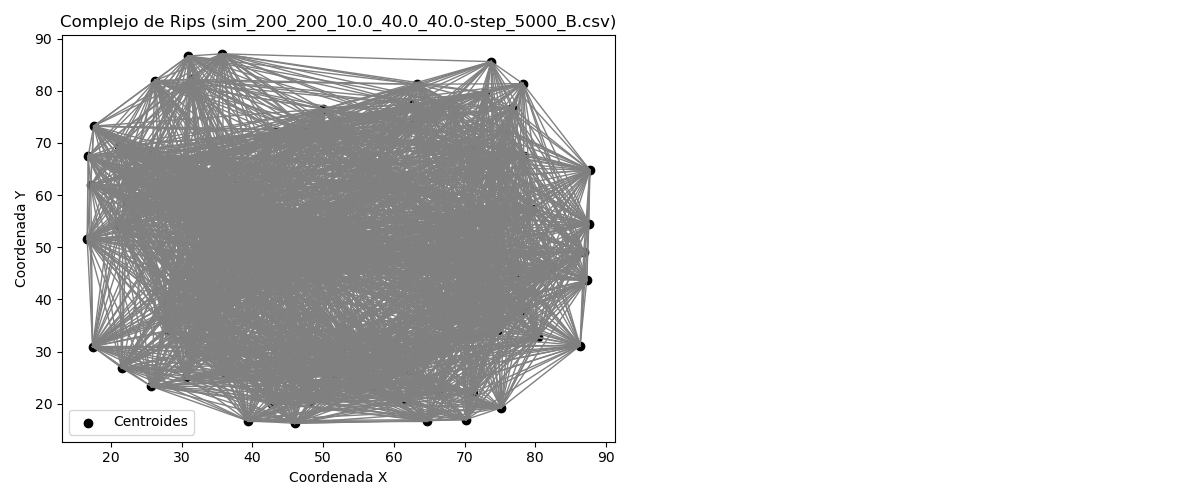 Complejo de Rips (sim_200_200_10.0_40.0_40.0-step_5000_B.csv)
90
80
70
60
50
40
30
20
Coordenada Y
Centroides
20 30 40 50 60 70 80 90
Coordenada X